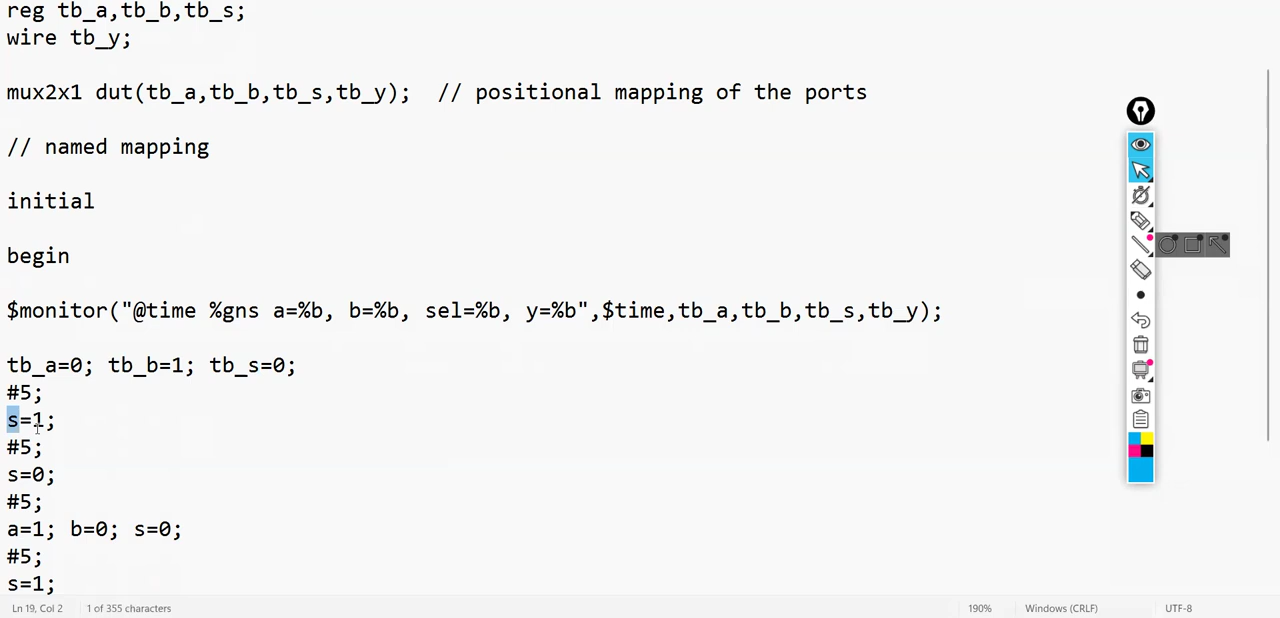 reg tb_a,tb_b,tb_s;
wire tb_y;
mux2x1 dut(tb_a,tb_b,tb_s,tb_y);  // positional mapping of the ports
// named mapping
initial
begin
$monitor("@time %gns a=%b, b=%b, sel=%b, y=%b",$time,tb_a,tb_b,tb_s,tb_y);
tb_a=0; tb_b=1; tb_s=0;
#5;
s=1;
#5;
s=0;
#5;
a=1; b=0; s=0;
#5;
s=1;
Ln 19, Col 2    1 of 355 characters    190%    Windows (CRLF)    UTF-8